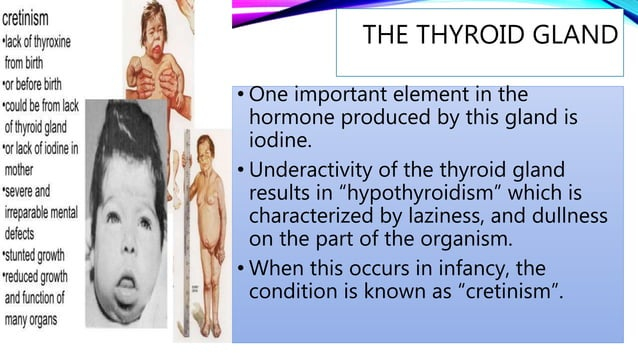 cretinism
•lack of thyroxine
from birth
•or before birth
•could be from lack
of thyroid gland
•or lack of iodine in
mother
•severe and
irreparable mental
defects
•stunted growth
•reduced growth
and function of
many organs
THE THYROID GLAND
• One important element in the
hormone produced by this gland is
iodine.
• Underactivity of the thyroid gland
results in “hypothyroidism” which is
characterized by laziness, and dullness
on the part of the organism.
• When this occurs in infancy, the
condition is known as “cretinism”.